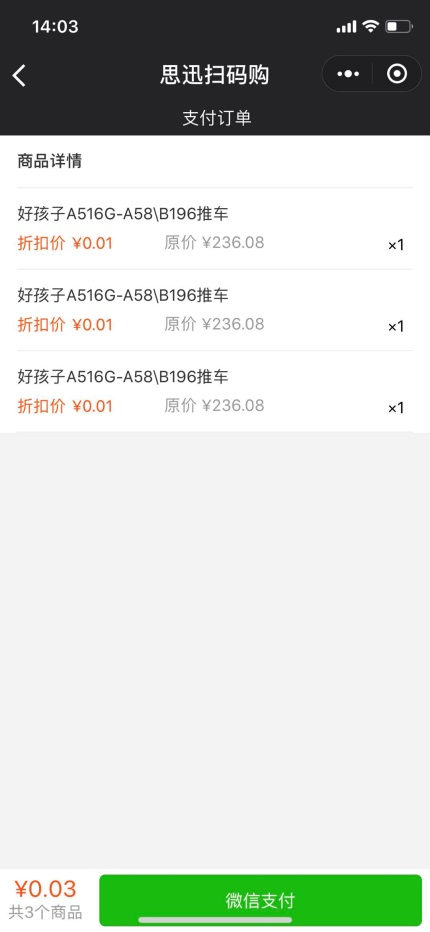 14:03
思迅扫码购
支付订单
商品详情
好孩子A516G-A58\B196推车
折扣价 ¥0.01 原价 ¥236.08 ×1
好孩子A516G-A58\B196推车
折扣价 ¥0.01 原价 ¥236.08 ×1
好孩子A516G-A58\B196推车
折扣价 ¥0.01 原价 ¥236.08 ×1
¥0.03
共3个商品
微信支付